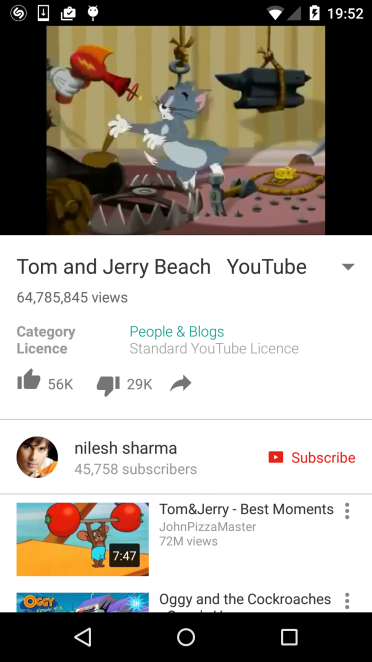 19:52
Tom and Jerry Beach YouTube
64,785,845 views
Category People & Blogs
Licence Standard YouTube Licence
56K 29K
nilesh sharma
45,758 subscribers
Subscribe
Tom&Jerry - Best Moments
JohnPizzaMaster
72M views
7:47
Oggy and the Cockroaches
OGGY